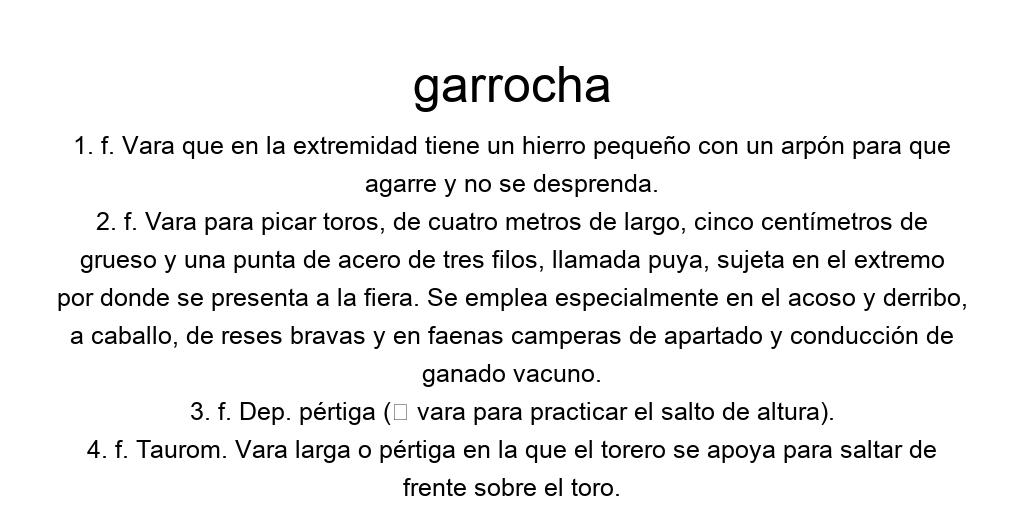 garrocha
1. f. Vara que en la extremidad tiene un hierro pequeño con un arpón para que
agarre y no se desprenda.
2. f. Vara para picar toros, de cuatro metros de largo, cinco centímetros de
grueso y una punta de acero de tres filos, llamada puya, sujeta en el extremo
por donde se presenta a la fiera. Se emplea especialmente en el acoso y derribo,
a caballo, de reses bravas y en faenas camperas de apartado y conducción de
ganado vacuno.
3. f. Dep. pértiga (▯ vara para practicar el salto de altura).
4. f. Taurom. Vara larga o pértiga en la que el torero se apoya para saltar de
frente sobre el toro.